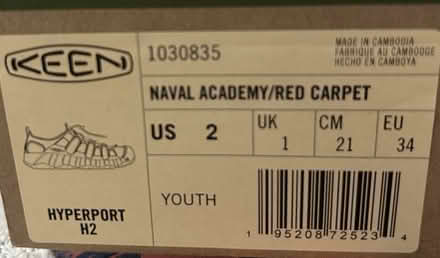 KEEN
1030835
MADE IN CAMBODIA
FABRIQUÉ AU CAMBODGE
HECHO EN CAMBOYA
NAVAL ACADEMY/RED CARPET
US 2
UK 1
CM 21
EU 34
YOUTH
HYPERPORT
H2
1 95208 72523 4